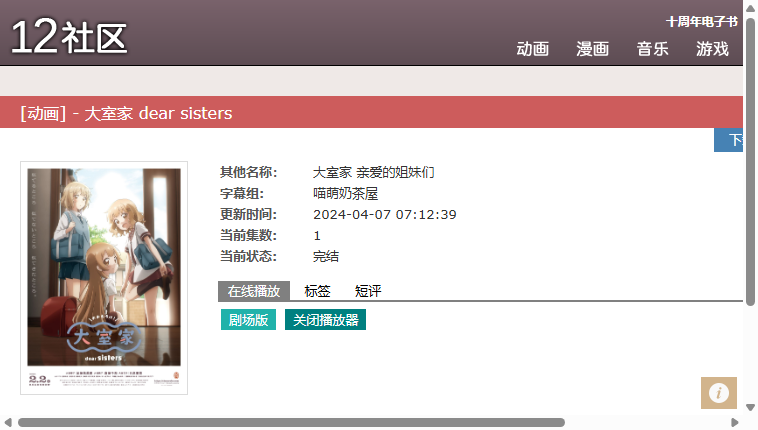 12社区
十周年电子书
动画 漫画 音乐 游戏
[动画] - 大室家 dear sisters
下
其他名称： 大室家 亲爱的姐妹们
字幕组： 喵萌奶茶屋
更新时间： 2024-04-07 07:12:39
当前集数： 1
当前状态： 完结
在线播放 标签 短评
剧场版 关闭播放器
大室家
dear sisters
i